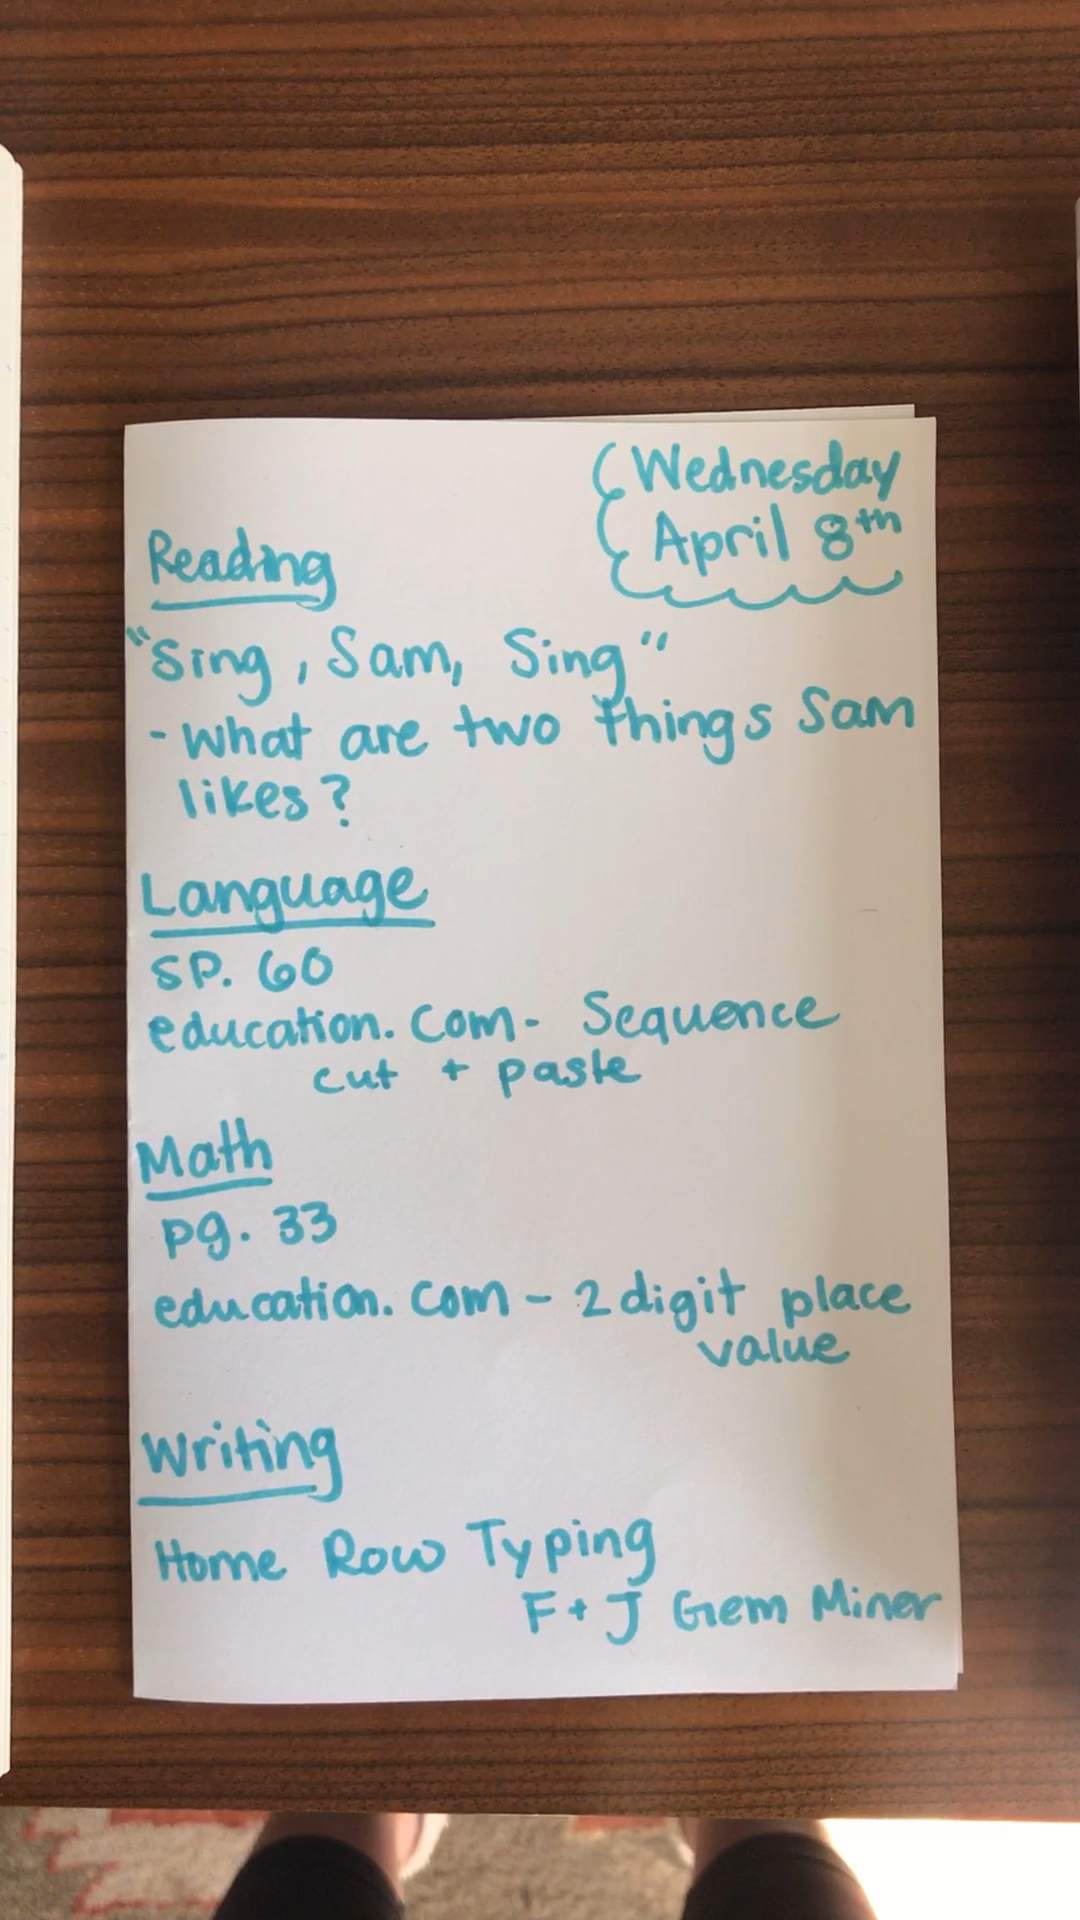 Wednesday
April 8th
Reading
"Sing, Sam, Sing"
- What are two things Sam
likes?
Language
SP. 60
education.com - Sequence
cut + paste
Math
pg. 33
education.com - 2 digit place
value
Writing
Home Row Typing
F + J Gem Miner